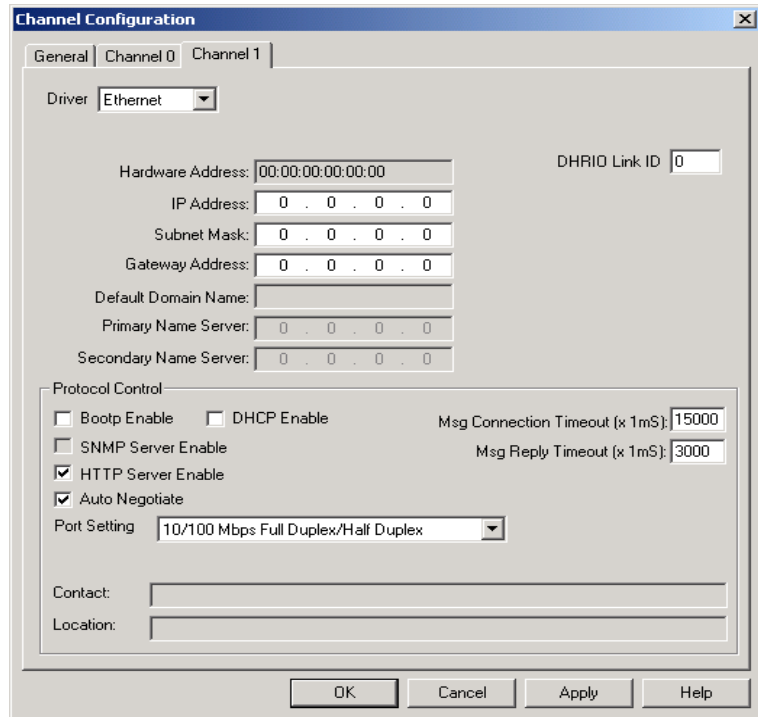 Channel Configuration
General Channel 0 Channel 1
Driver Ethernet
DHRIO Link ID 0
Hardware Address: 00:00:00:00:00:00
IP Address: 0 . 0 . 0 . 0
Subnet Mask: 0 . 0 . 0 . 0
Gateway Address: 0 . 0 . 0 . 0
Default Domain Name:
Primary Name Server: 0 . 0 . 0 . 0
Secondary Name Server: 0 . 0 . 0 . 0
Protocol Control
Bootp Enable DHCP Enable Msg Connection Timeout (x 1mS): 15000
SNMP Server Enable Msg Reply Timeout (x 1mS): 3000
HTTP Server Enable
Auto Negotiate
Port Setting 10/100 Mbps Full Duplex/Half Duplex
Contact:
Location:
OK Cancel Apply Help